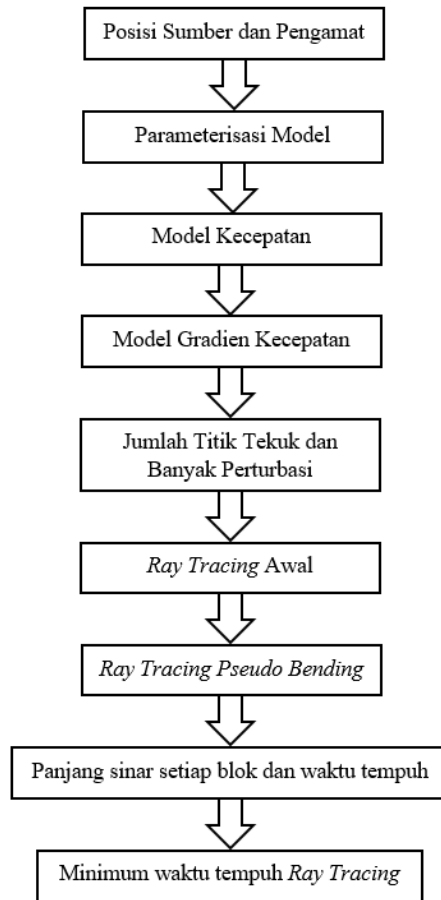 Posisi Sumber dan Pengamat
Parameterisasi Model
Model Kecepatan
Model Gradien Kecepatan
Jumlah Titik Tekuk dan
Banyak Perturbasi
Ray Tracing Awal
Ray Tracing Pseudo Bending
Panjang sinar setiap blok dan waktu tempuh
Minimum waktu tempuh Ray Tracing